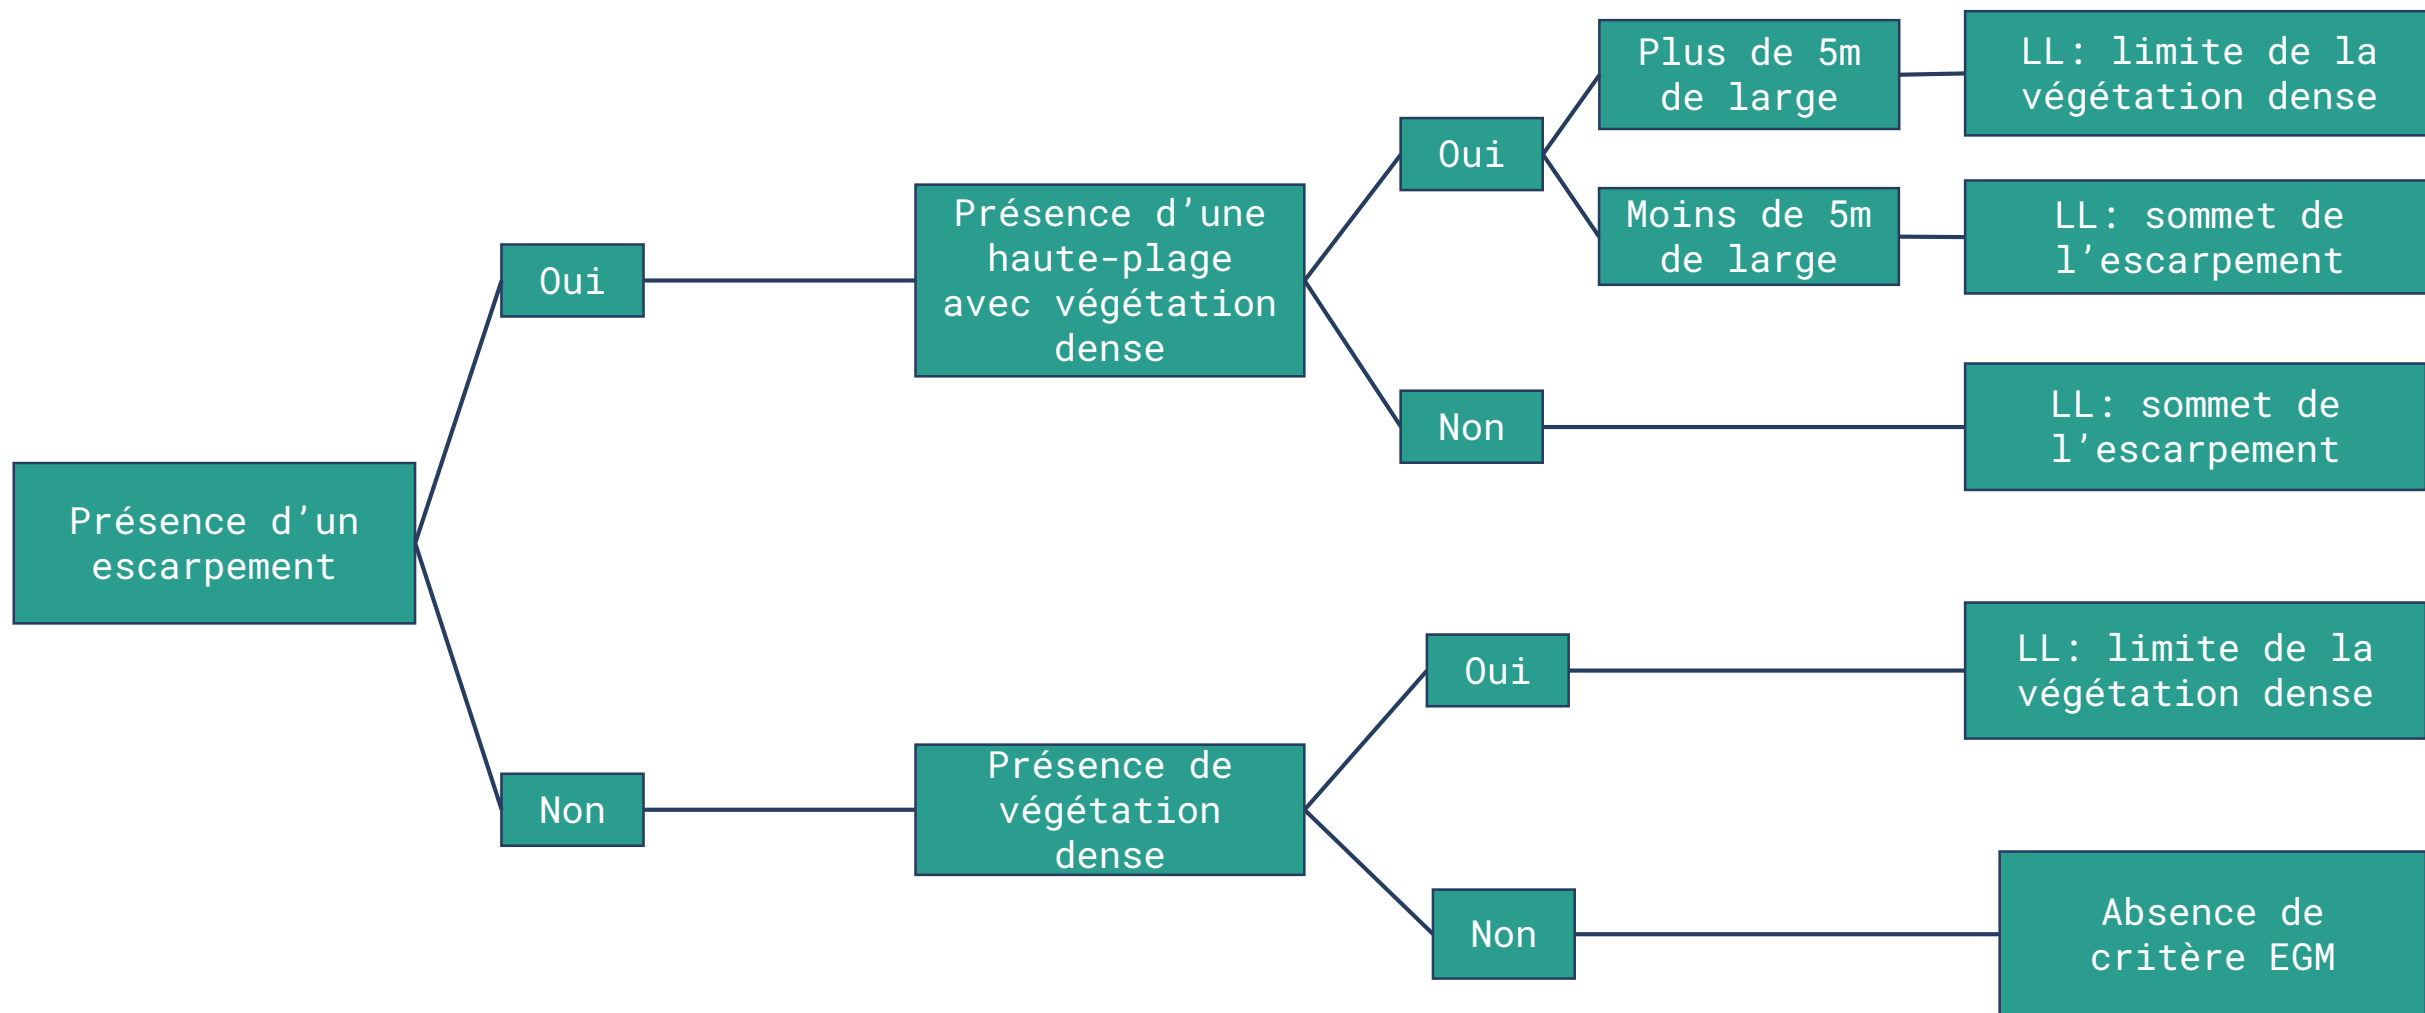 Présence d’un
escarpement
Oui
Présence d’une
haute-plage
avec végétation
dense
Oui
Plus de 5m
de large
LL: limite de la
végétation dense
Moins de 5m
de large
LL: sommet de
l’escarpement
Non
LL: sommet de
l’escarpement
Non
Présence de
végétation
dense
Oui
LL: limite de la
végétation dense
Non
Absence de
critère EGM